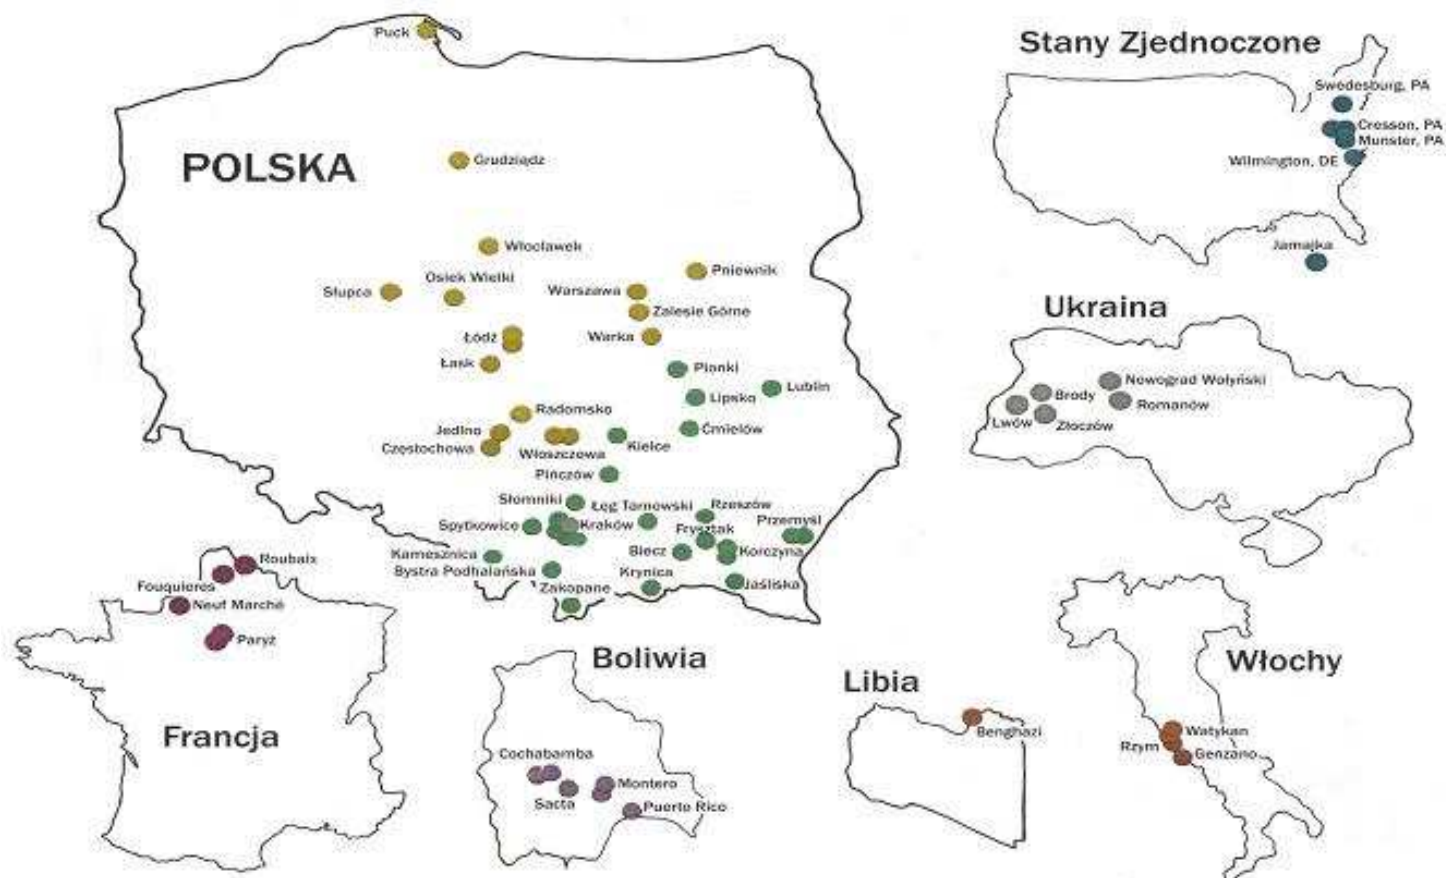 Puck
POLSKA
Grudziądz
Włocławek
Osiek Wielki
Słupca
Pniewnik
Warszawa
Zalesie Górne
Łódź
Warka
Łask
Pionki
Lublin
Lipsko
Radomsko
Jedlno
Ćmielów
Częstochowa
Włoszczowa
Kielce
Pińczów
Słomniki
Łęg Tarnowski
Rzeszów
Spytkowice
Kraków
Frysztak
Przemyśl
Kamesznica
Biecz
Korczyna
Bystra Podhalańska
Krynica
Jaśliska
Zakopane
Stany Zjednoczone
Swedesburg, PA
Cresson, PA
Munster, PA
Wilmington, DE
Jamajka
Ukraina
Nowograd Wołyński
Brody
Romanów
Lwów
Złoczów
Roubaix
Fouquieres
Neuf Marché
Paryż
Francja
Boliwia
Cochabamba
Montero
Sacta
Puerto Rico
Libia
Benghazi
Włochy
Watykan
Rzym
Genzano